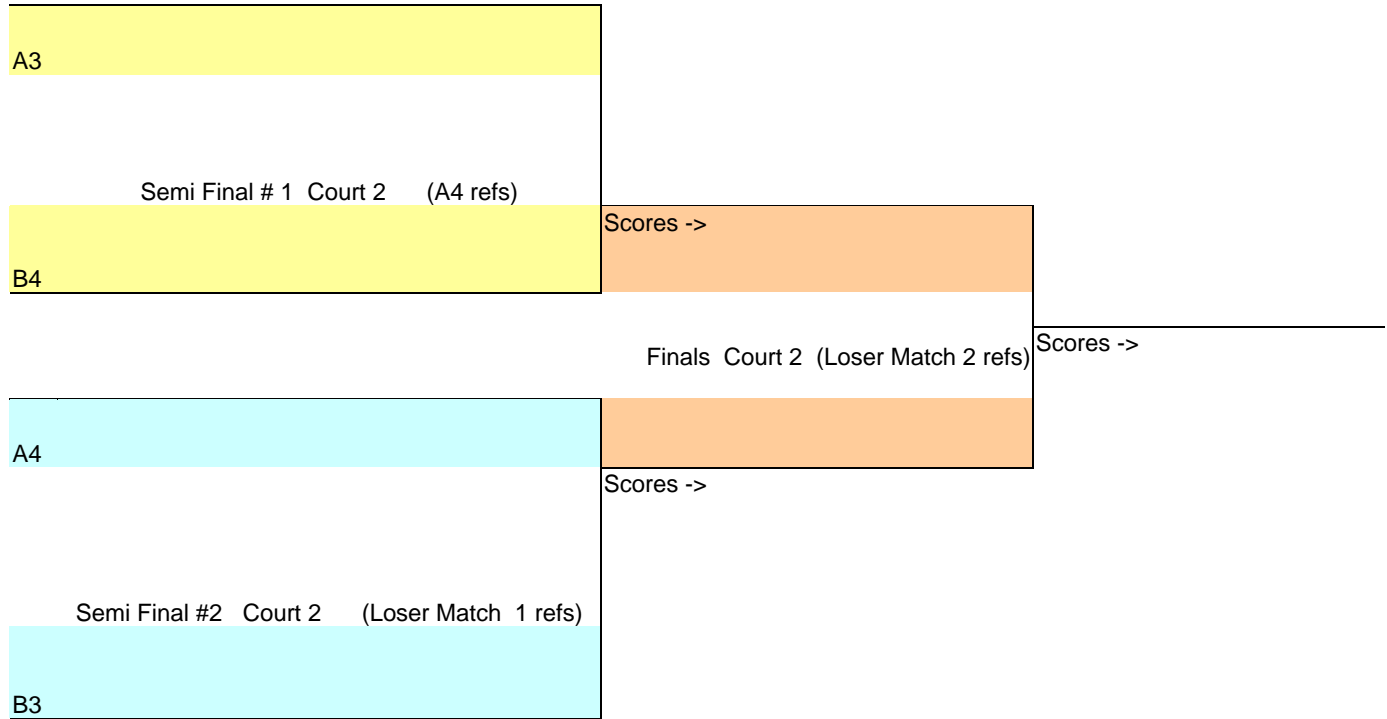 A3
Semi Final # 1  Court 2     (A4 refs)
Scores ->
B4
Finals  Court 2  (Loser Match 2 refs)
Scores ->
A4
Scores ->
Semi Final #2   Court 2     (Loser Match  1 refs)
B3